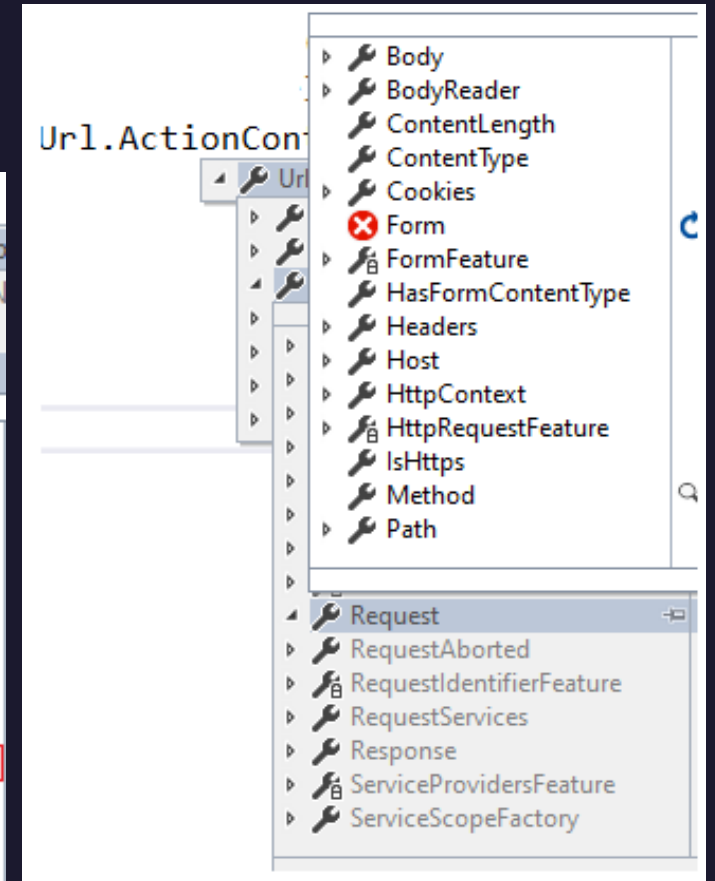 Body
BodyReader
Url.ActionCon
ContentLength
ContentType
Url
Cookies
Form
FormFeature
HasFormContentType
Headers
Host
HttpContext
HttpRequestFeature
IsHttps
Method
Path
Request
RequestAborted
RequestIdentifierFeature
RequestServices
Response
ServiceProvidersFeature
ServiceScopeFactory